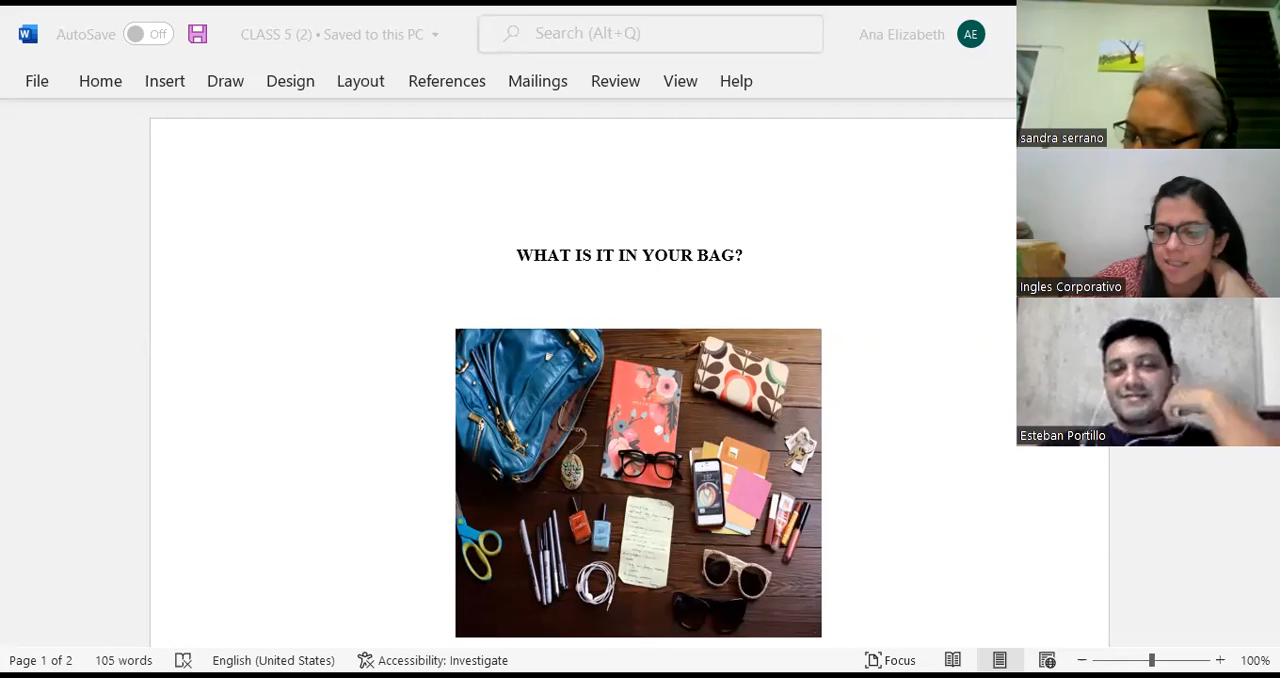 W
AutoSave
Off
CLASS 5 (2) • Saved to this PC
Search (Alt+Q)
Ana Elizabeth
AE
File
Home
Insert
Draw
Design
Layout
References
Mailings
Review
View
Help
sandra serrano
WHAT IS IT IN YOUR BAG?
Ingles Corporativo
Esteban Portillo
Page 1 of 2
105 words
English (United States)
Accessibility: Investigate
Focus
100%